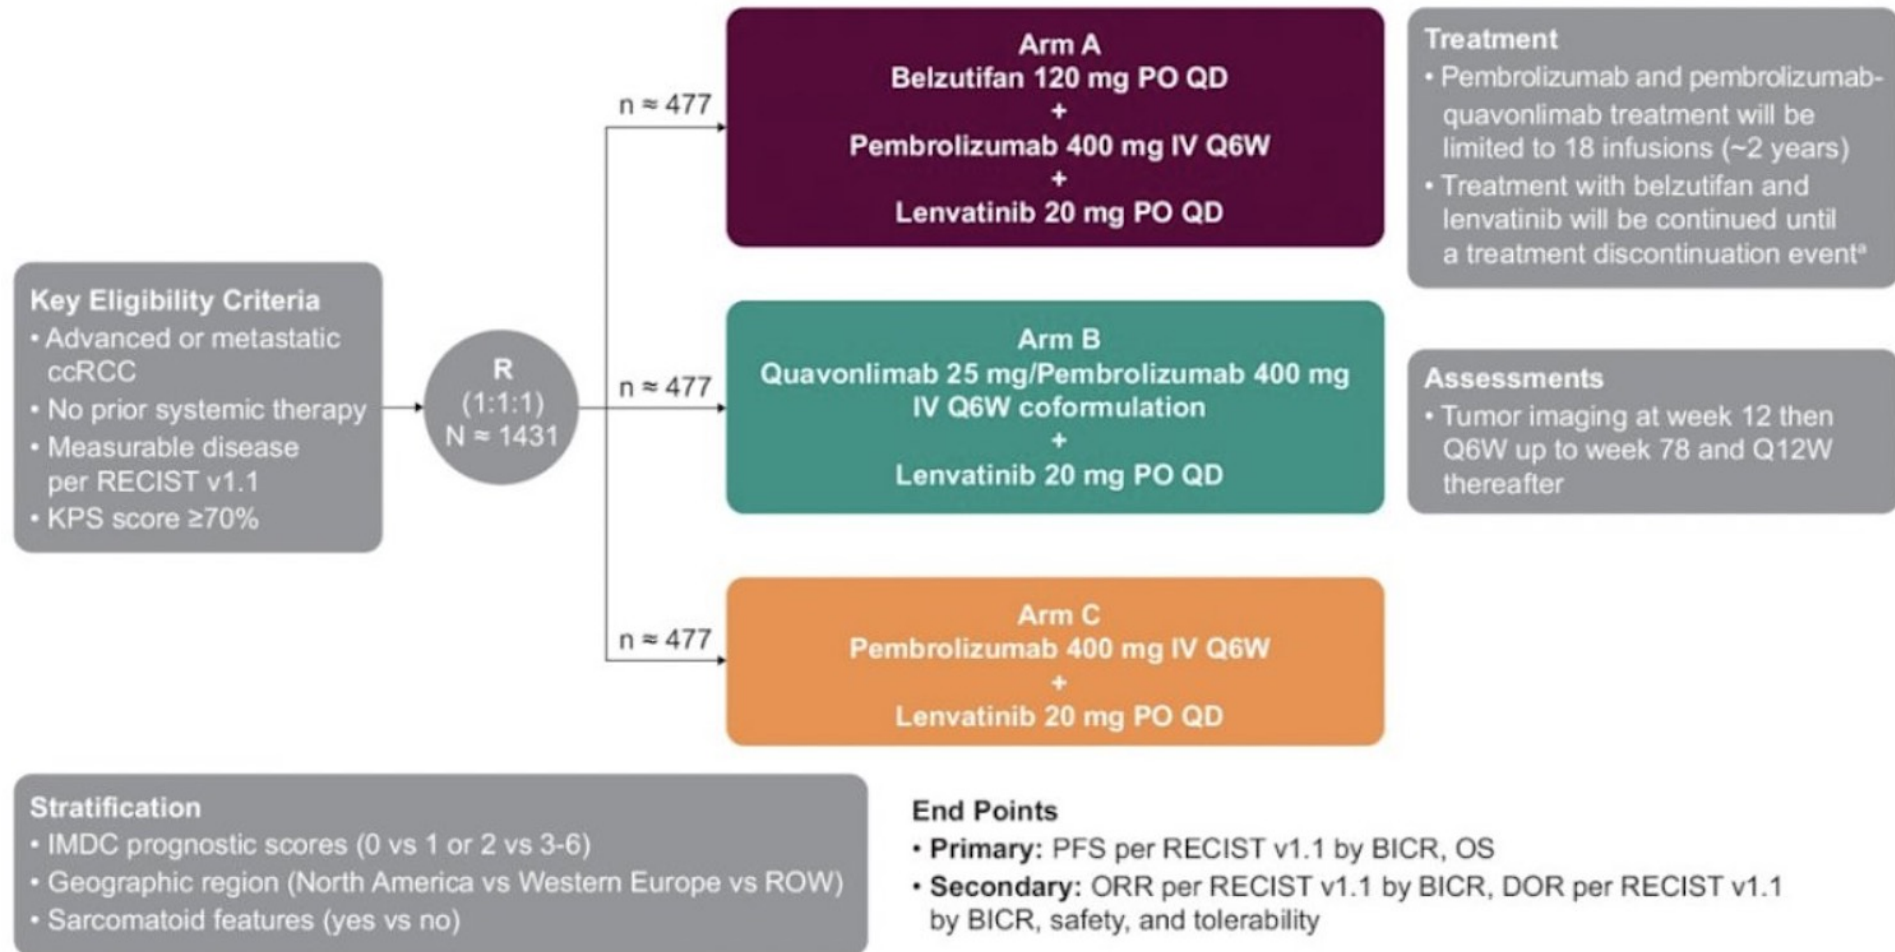 Key Eligibility Criteria
• Advanced or metastatic
ccRCC
• No prior systemic therapy
• Measurable disease
per RECIST v1.1
• KPS score ≥70%
R
(1:1:1)
N ≈ 1431
n ≈ 477
Arm A
Belzutifan 120 mg PO QD
+
Pembrolizumab 400 mg IV Q6W
+
Lenvatinib 20 mg PO QD
n ≈ 477
Arm B
Quavonlimab 25 mg/Pembrolizumab 400 mg
IV Q6W coformulation
+
Lenvatinib 20 mg PO QD
n ≈ 477
Arm C
Pembrolizumab 400 mg IV Q6W
+
Lenvatinib 20 mg PO QD
Treatment
• Pembrolizumab and pembrolizumab-
quavonlimab treatment will be
limited to 18 infusions (~2 years)
• Treatment with belzutifan and
lenvatinib will be continued until
a treatment discontinuation eventᵃ
Assessments
• Tumor imaging at week 12 then
Q6W up to week 78 and Q12W
thereafter
Stratification
• IMDC prognostic scores (0 vs 1 or 2 vs 3-6)
• Geographic region (North America vs Western Europe vs ROW)
• Sarcomatoid features (yes vs no)
End Points
• Primary: PFS per RECIST v1.1 by BICR, OS
• Secondary: ORR per RECIST v1.1 by BICR, DOR per RECIST v1.1
by BICR, safety, and tolerability